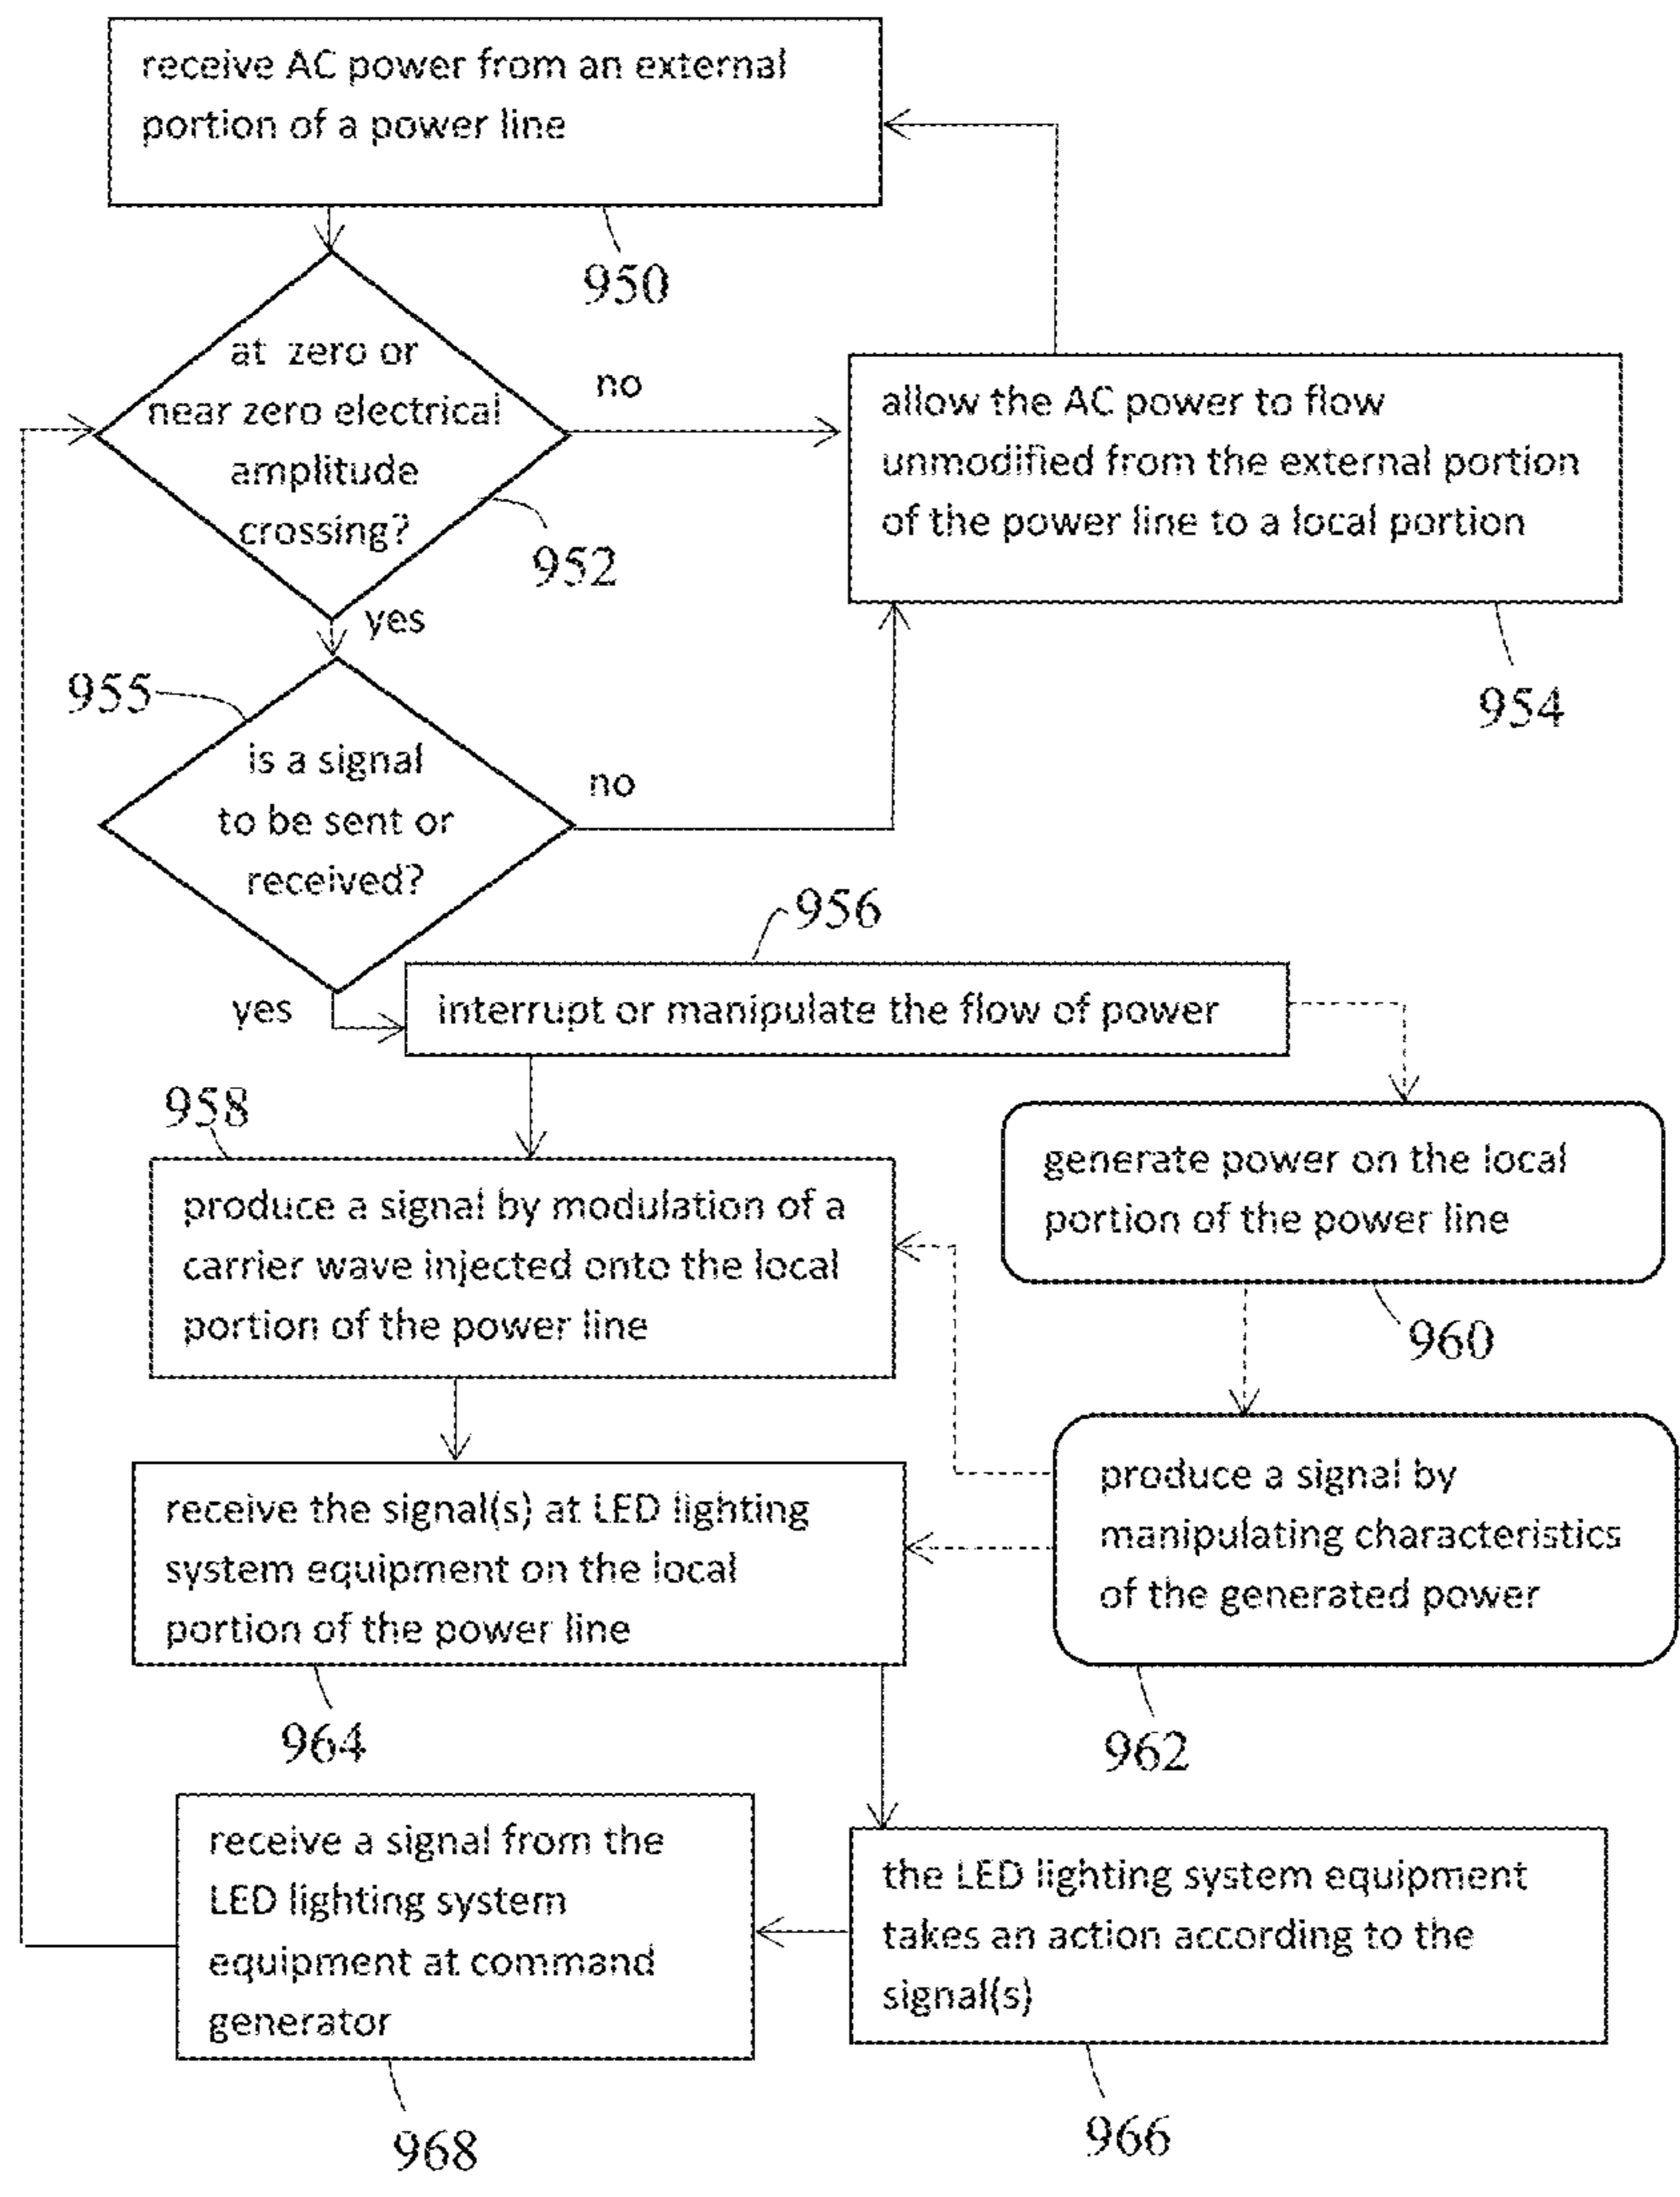 receive AC power from an external
portion of a power line
950
at zero or
near zero electrical
amplitude
crossing?
952
no
allow the AC power to flow
unmodified from the external portion
of the power line to a local portion
954
yes
955
is a signal
to be sent or
received?
no
yes
956
interrupt or manipulate the flow of power
958
produce a signal by modulation of a
carrier wave injected onto the local
portion of the power line
generate power on the local
portion of the power line
960
receive the signal(s) at LED lighting
system equipment on the local
portion of the power line
964
produce a signal by
manipulating characteristics
of the generated power
962
receive a signal from the
LED lighting system
equipment at command
generator
968
the LED lighting system equipment
takes an action according to the
signal(s)
966